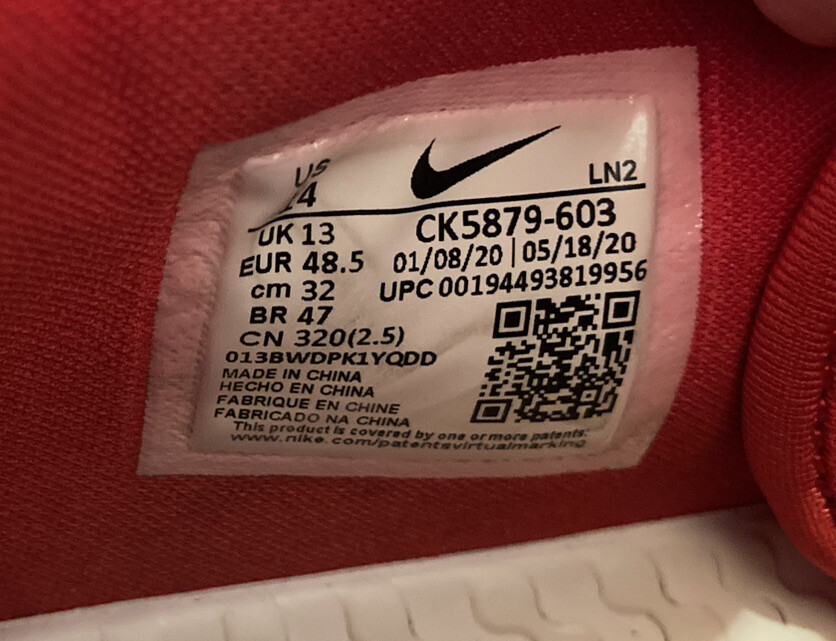 US
LN2
14
CK5879-603
UK 13
01/08/20 | 05/18/20
EUR 48.5
UPC 00194493819956
cm 32
BR 47
CN 320(2.5)
013BWDPK1YQDD
MADE IN CHINA
HECHO EN CHINA
FABRIQUE EN CHINE
FABRICADO NA CHINA
This product is covered by one or more patents:
www.nike.com/patentsvirtualmarking